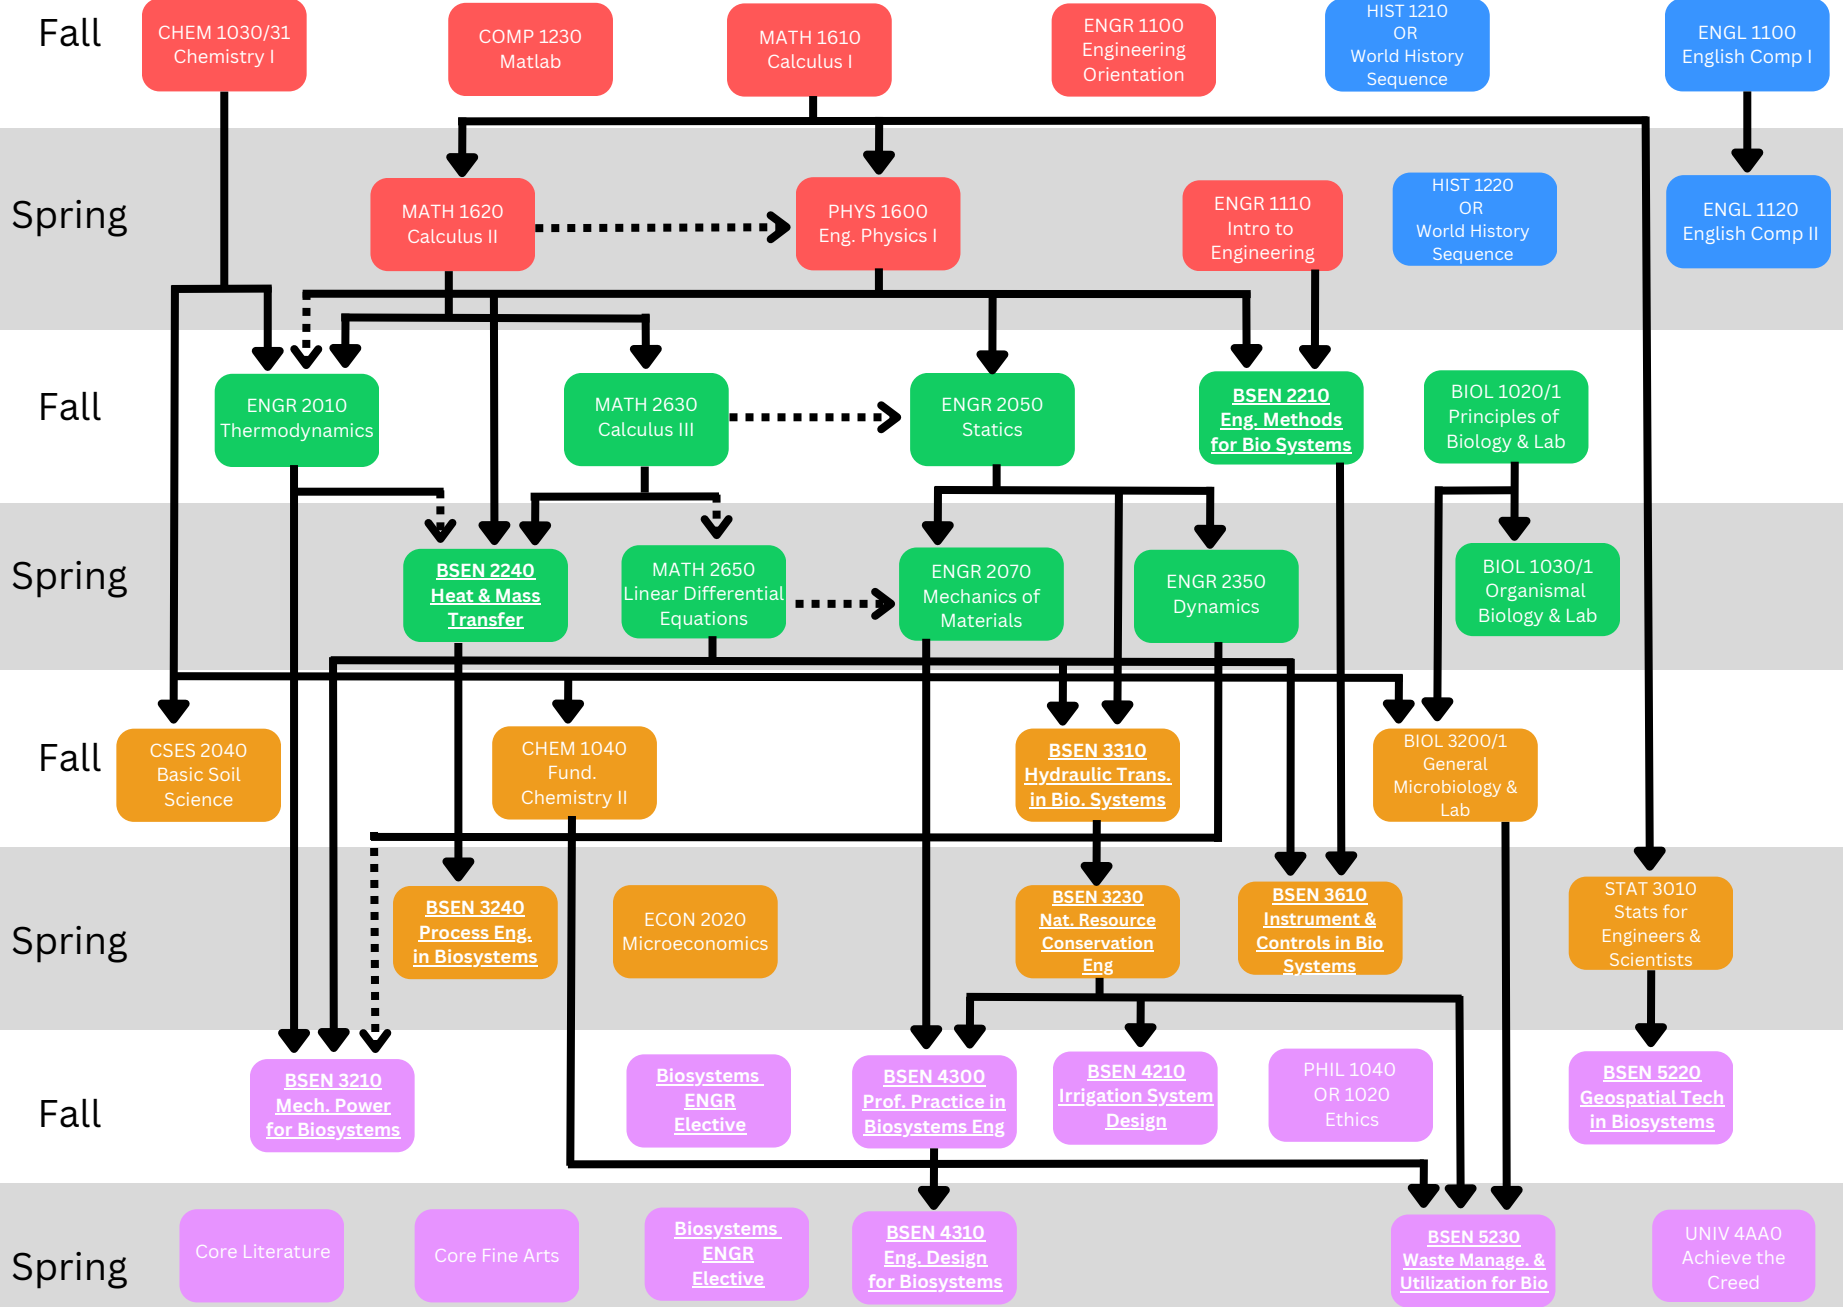 Fall
CHEM 1030/31
Chemistry I
COMP 1230
Matlab
MATH 1610
Calculus I
ENGR 1100
Engineering
Orientation
HIST 1210
OR
World History
Sequence
ENGL 1100
English Comp I
Spring
MATH 1620
Calculus II
PHYS 1600
Eng. Physics I
ENGR 1110
Intro to
Engineering
HIST 1220
OR
World History
Sequence
ENGL 1120
English Comp II
Fall
ENGR 2010
Thermodynamics
MATH 2630
Calculus III
ENGR 2050
Statics
BSEN 2210
Eng. Methods
for Bio Systems
BIOL 1020/1
Principles of
Biology & Lab
Spring
BSEN 2240
Heat & Mass
Transfer
MATH 2650
Linear Differential
Equations
ENGR 2070
Mechanics of
Materials
ENGR 2350
Dynamics
BIOL 1030/1
Organismal
Biology & Lab
Fall
CSES 2040
Basic Soil
Science
CHEM 1040
Fund.
Chemistry II
BSEN 3310
Hydraulic Trans.
in Bio. Systems
BIOL 3200/1
General
Microbiology &
Lab
Spring
BSEN 3240
Process Eng.
in Biosystems
ECON 2020
Microeconomics
BSEN 3230
Nat. Resource
Conservation
Eng
BSEN 3610
Instrument &
Controls in Bio
Systems
STAT 3010
Stats for
Engineers &
Scientists
Fall
BSEN 3210
Mech. Power
for Biosystems
Biosystems
ENGR
Elective
BSEN 4300
Prof. Practice in
Biosystems Eng
BSEN 4210
Irrigation System
Design
PHIL 1040
OR 1020
Ethics
BSEN 5220
Geospatial Tech
in Biosystems
Spring
Core Literature
Core Fine Arts
Biosystems
ENGR
Elective
BSEN 4310
Eng. Design
for Biosystems
BSEN 5230
Waste Manage. &
Utilization for Bio
UNIV 4AA0
Achieve the
Creed